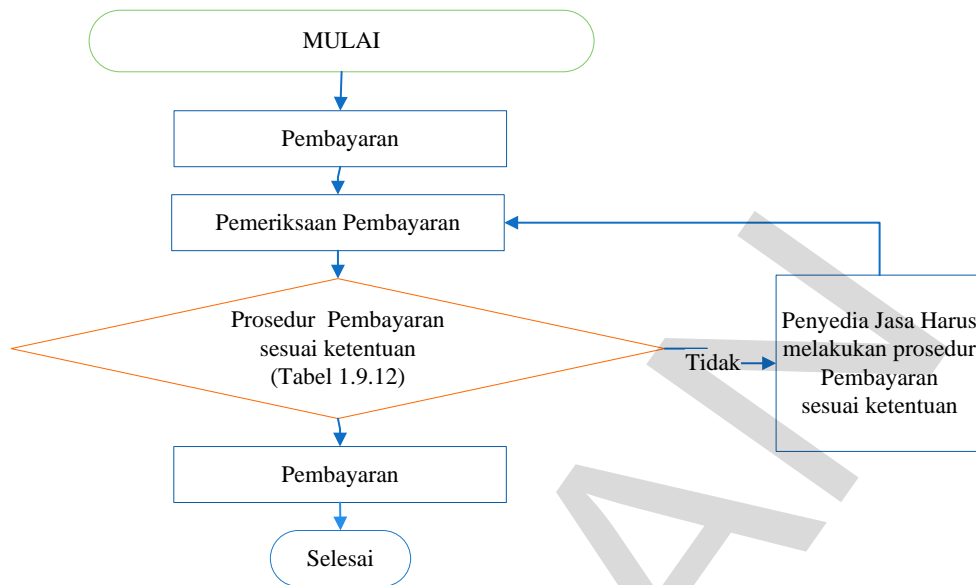 MULAI
Pembayaran
Pemeriksaan Pembayaran
Prosedur Pembayaran
sesuai ketentuan
(Tabel 1.9.12)
Tidak
Penyedia Jasa Harus
melakukan prosedur
Pembayaran
sesuai ketentuan
Pembayaran
Selesai